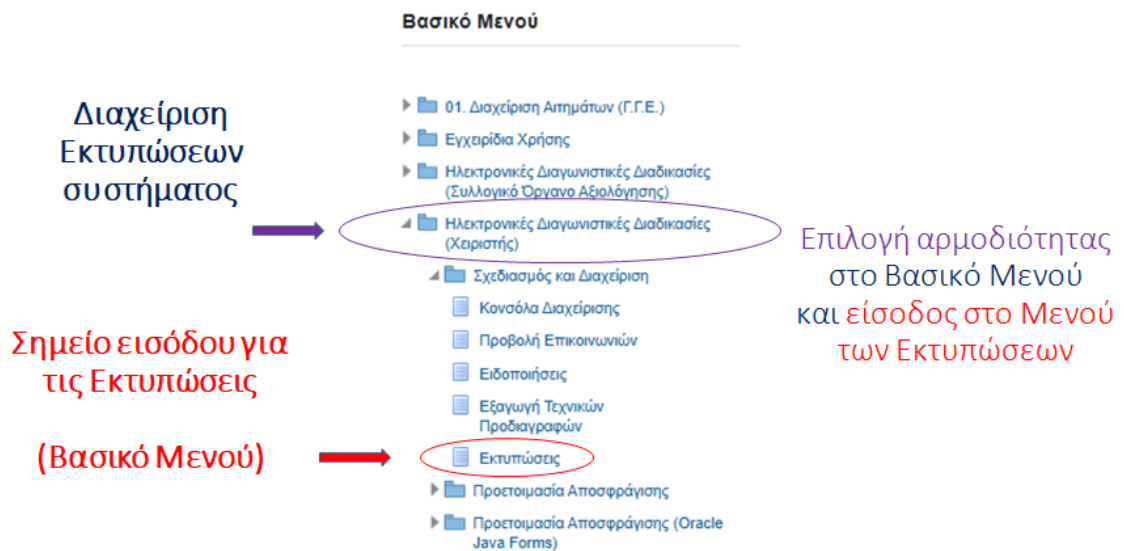 Βασικό Μενού
Διαχείριση
Εκτυπώσεων
συστήματος
01. Διαχείριση Αιτημάτων (Γ.Γ.Ε.)
Εγχειρίδια Χρήσης
Ηλεκτρονικές Διαγωνιστικές Διαδικασίες
(Συλλογικό Όργανο Αξιολόγησης)
Ηλεκτρονικές Διαγωνιστικές Διαδικασίες
(Χειριστής)
Σχεδιασμός και Διαχείριση
Κονσόλα Διαχείρισης
Προβολή Επικοινωνιών
Ειδοποιήσεις
Εξαγωγή Τεχνικών
Προδιαγραφών
Εκτυπώσεις
Προετοιμασία Αποσφράγισης
Προετοιμασία Αποσφράγισης (Oracle
Java Forms)
Επιλογή αρμοδιότητας
στο Βασικό Μενού
και είσοδος στο Μενού
των Εκτυπώσεων
Σημείο εισόδου για
τις Εκτυπώσεις
(Βασικό Μενού)